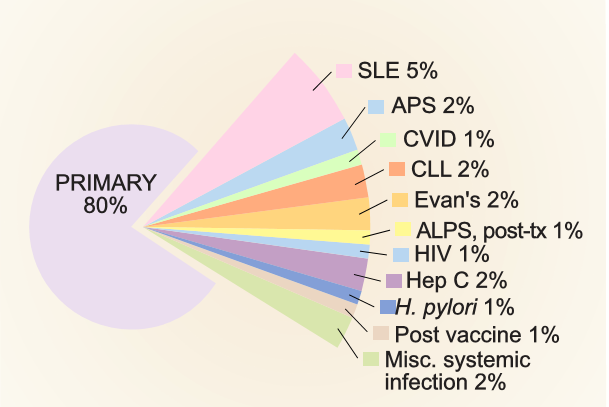 PRIMARY
80%
SLE 5%
APS 2%
CVID 1%
CLL 2%
Evan's 2%
ALPS, post-tx 1%
HIV 1%
Hep C 2%
H. pylori 1%
Post vaccine 1%
Misc. systemic
infection 2%